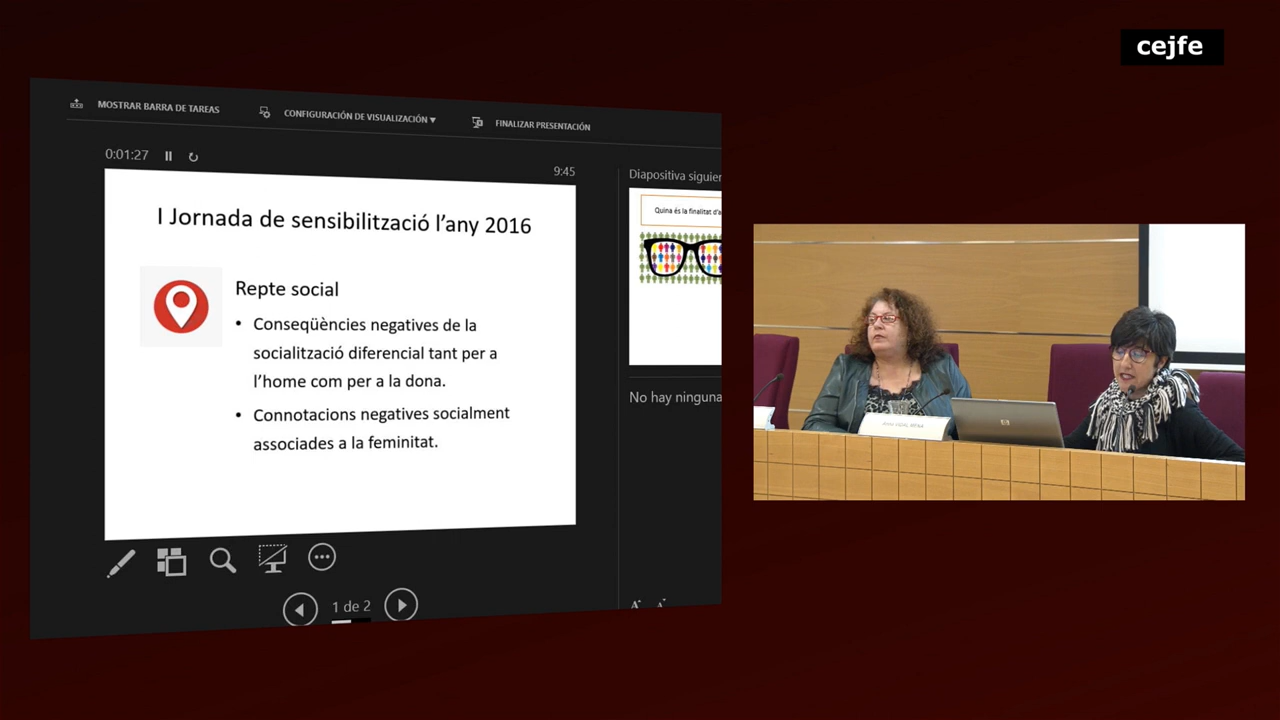 cejfe
MOSTRAR BARRA DE TAREAS
CONFIGURACIÓN DE VISUALIZACIÓN ▼
FINALIZAR PRESENTACIÓN
0:01:27
9:45
I Jornada de sensibilització l’any 2016
Repte social
• Conseqüències negatives de la
socialització diferencial tant per a
l’home com per a la dona.
• Connotacions negatives socialment
associades a la feminitat.
1 de 2
Diapositiva siguien
Quina és la finalitat d'a
No hay ninguna